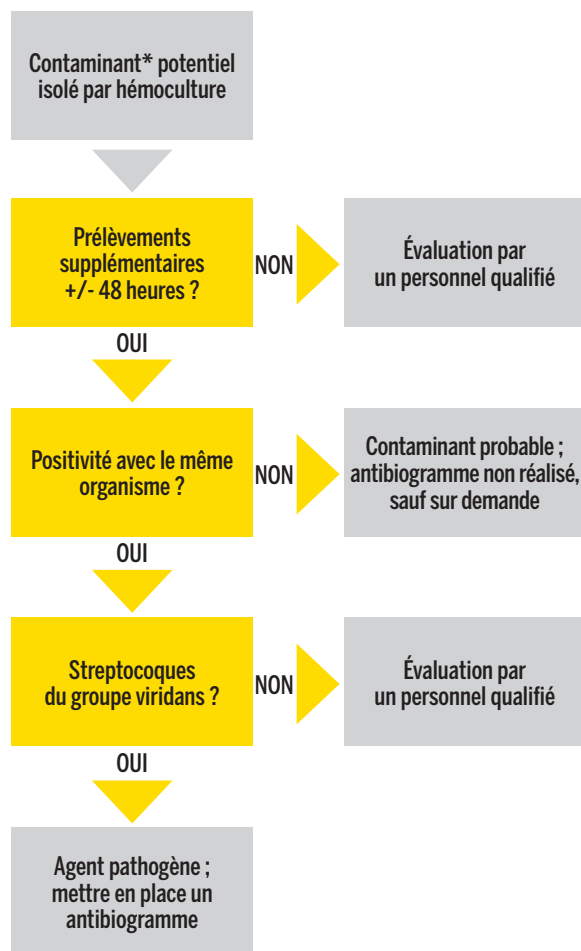 Contaminant* potentiel
isolé par hémoculture
Prélèvements
supplémentaires
+/- 48 heures ?
NON
Évaluation par
un personnel qualifié
OUI
Positivité avec le même
organisme ?
NON
Contaminant probable ;
antibiogramme non réalisé,
sauf sur demande
OUI
Streptocoques
du groupe viridans ?
NON
Évaluation par
un personnel qualifié
OUI
Agent pathogène ;
mettre en place un
antibiogramme